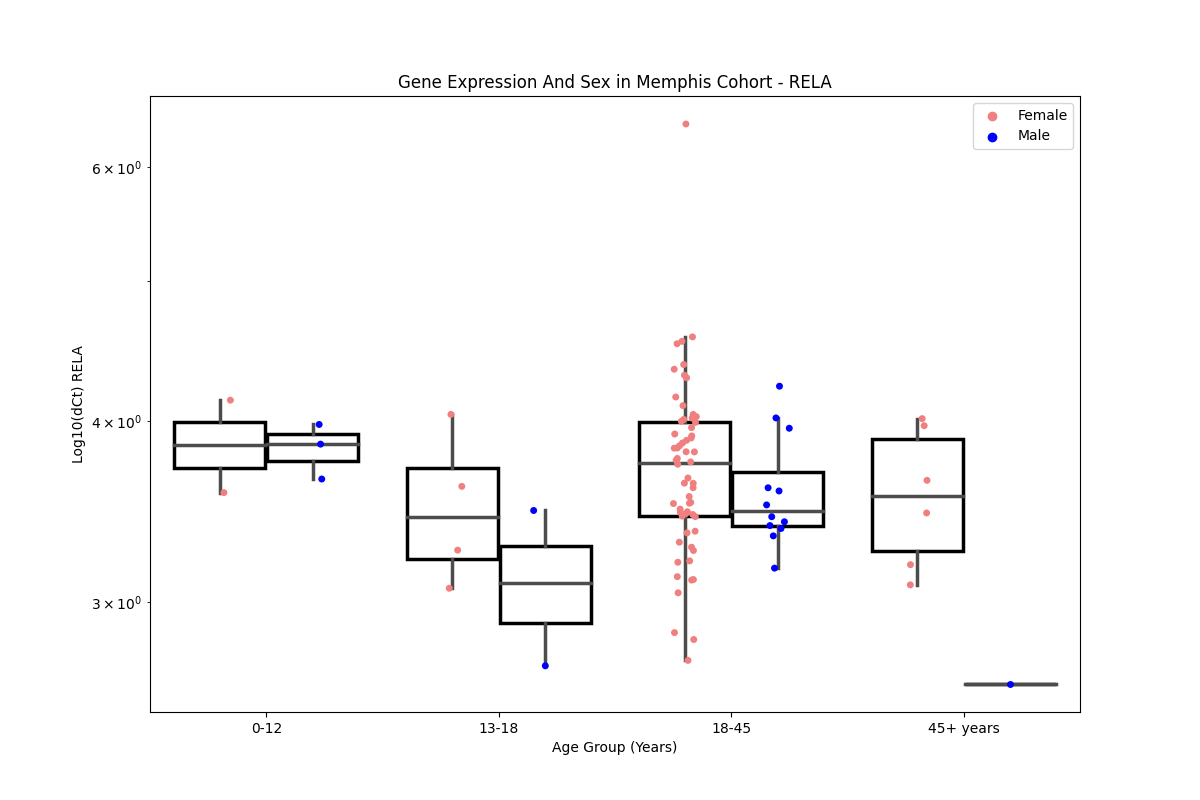 Gene Expression And Sex in Memphis Cohort - RELA
Female
Male
6 × 10⁰
4 × 10⁰
3 × 10⁰
Log10(dCt) RELA
0-12
13-18
18-45
45+ years
Age Group (Years)